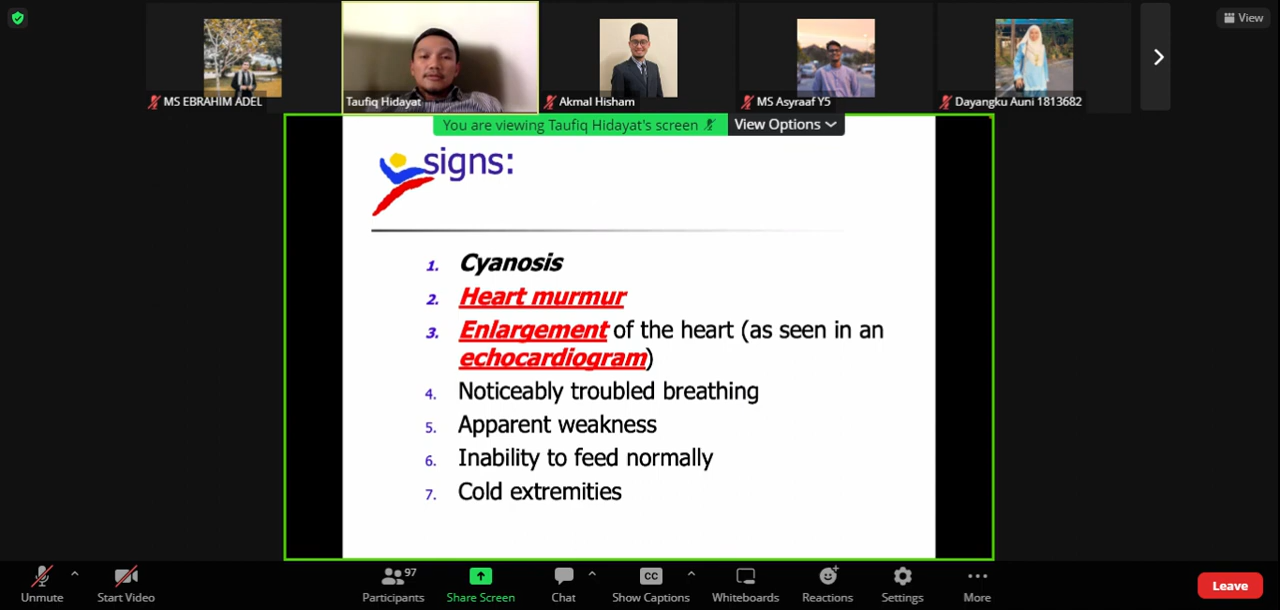 View
MS EBRAHIM ADEL
Taufiq Hidayat
Akmal Hisham
MS Asyraaf Y5
Dayangku Auni 1813682
You are viewing Taufiq Hidayat's screen
View Options
signs:
1. Cyanosis
2. Heart murmur
3. Enlargement of the heart (as seen in an
echocardiogram)
4. Noticeably troubled breathing
5. Apparent weakness
6. Inability to feed normally
7. Cold extremities
97
CC
Unmute
Start Video
Participants
Share Screen
Chat
Show Captions
Whiteboards
Reactions
Settings
More
Leave